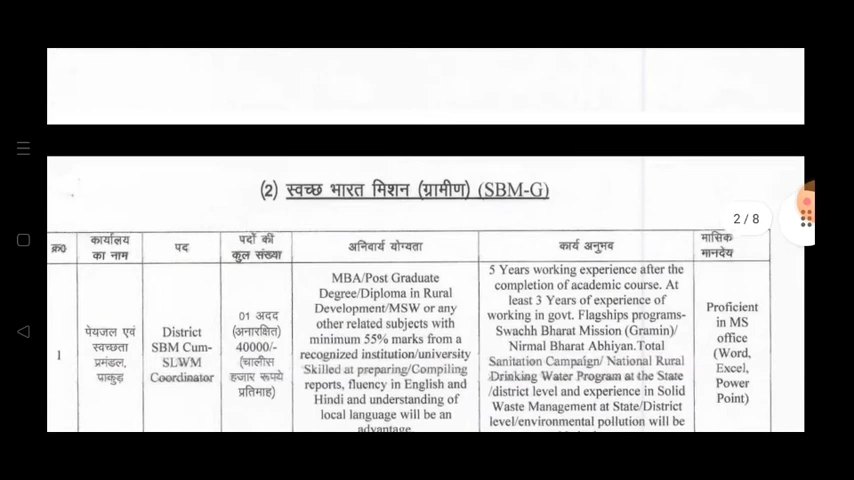 (2) स्वच्छ भारत मिशन (ग्रामीण) (SBM-G)
2 / 8
क्र0
कार्यालय
का नाम
पद
पदों की
कुल संख्या
अनिवार्य योग्यता
कार्य अनुभव
मासिक
मानदेय
1
पेयजल एवं
स्वच्छता
प्रमंडल,
पाकुड़
District
SBM Cum-
SLWM
Coordinator
01 अदद
(अनारक्षित)
40000/-
(चालीस
हजार रूपये
प्रतिमाह)
MBA/Post Graduate
Degree/Diploma in Rural
Development/MSW or any
other related subjects with
minimum 55% marks from a
recognized institution/university
Skilled at preparing/Compiling
reports, fluency in English and
Hindi and understanding of
local language will be an
advantage.
5 Years working experience after the
completion of academic course. At
least 3 Years of experience of
working in govt. Flagships programs-
Swachh Bharat Mission (Gramin)/
Nirmal Bharat Abhiyan.Total
Sanitation Campaign/ National Rural
Drinking Water Program at the State
/district level and experience in Solid
Waste Management at State/District
level/environmental pollution will be
Proficient
in MS
office
(Word,
Excel,
Power
Point)